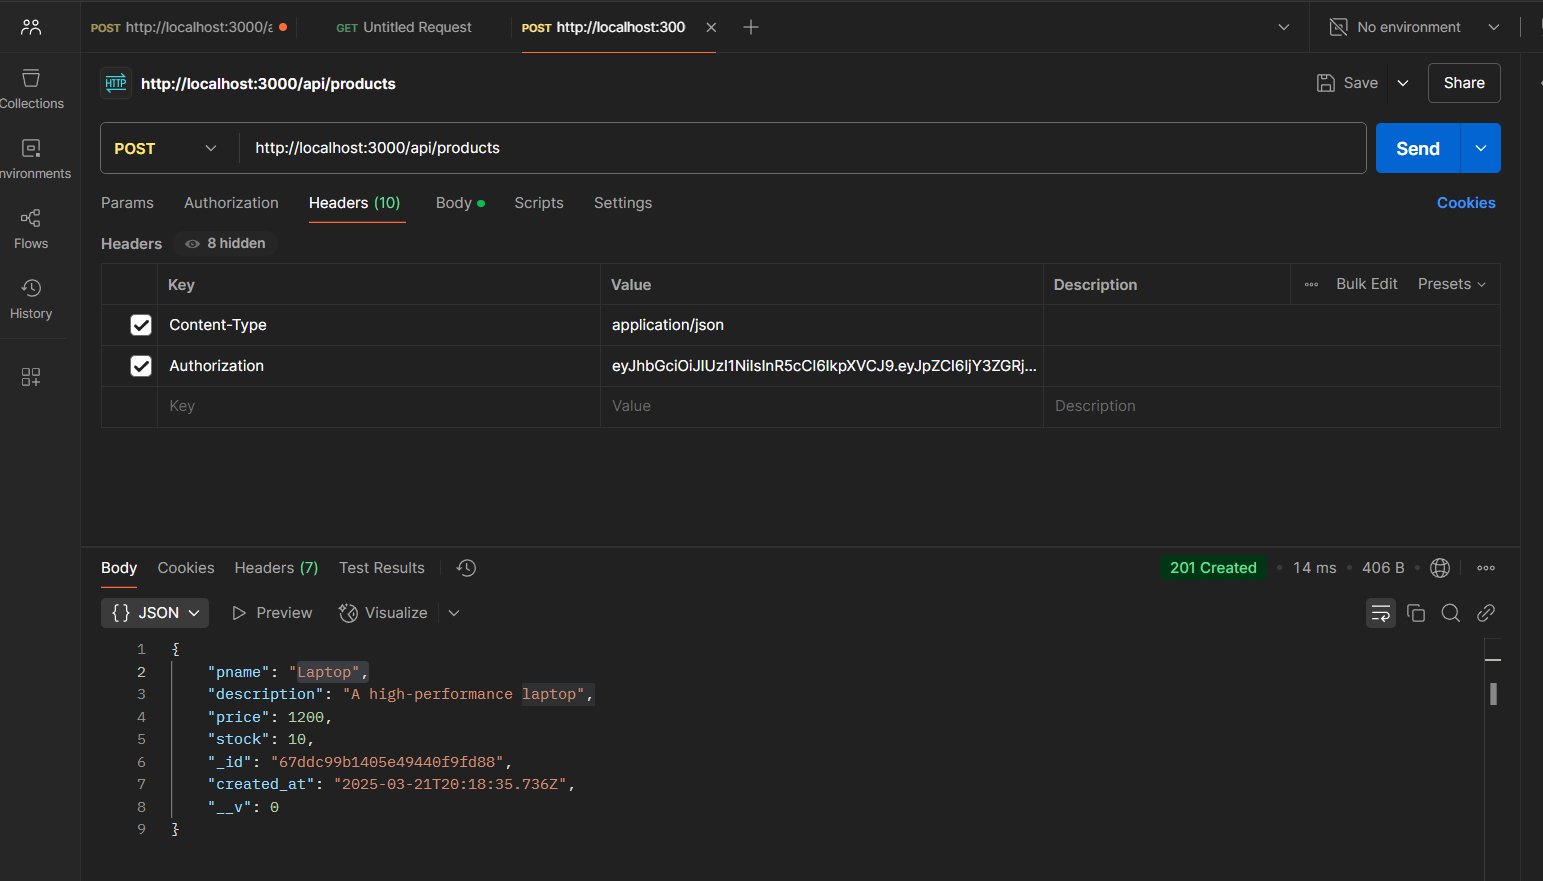 POST http://localhost:3000/a
GET Untitled Request
POST http://localhost:300
No environment
Collections
nvironments
Flows
History
HTTP http://localhost:3000/api/products
Save
Share
POST
http://localhost:3000/api/products
Send
Params Authorization Headers (10) Body Scripts Settings
Cookies
Headers 8 hidden
Key Value Description Bulk Edit Presets
Content-Type application/json
Authorization eyJhbGciOiJIUzI1NiIsInR5cCI6IkpXVCJ9.eyJpZCI6IjY3ZGRj...
Key Value Description
Body Cookies Headers (7) Test Results
201 Created 14 ms 406 B
{} JSON Preview Visualize
1 {
2 "pname": "Laptop",
3 "description": "A high-performance laptop",
4 "price": 1200,
5 "stock": 10,
6 "_id": "67ddc99b1405e49440f9fd88",
7 "created_at": "2025-03-21T20:18:35.736Z",
8 "__v": 0
9 }